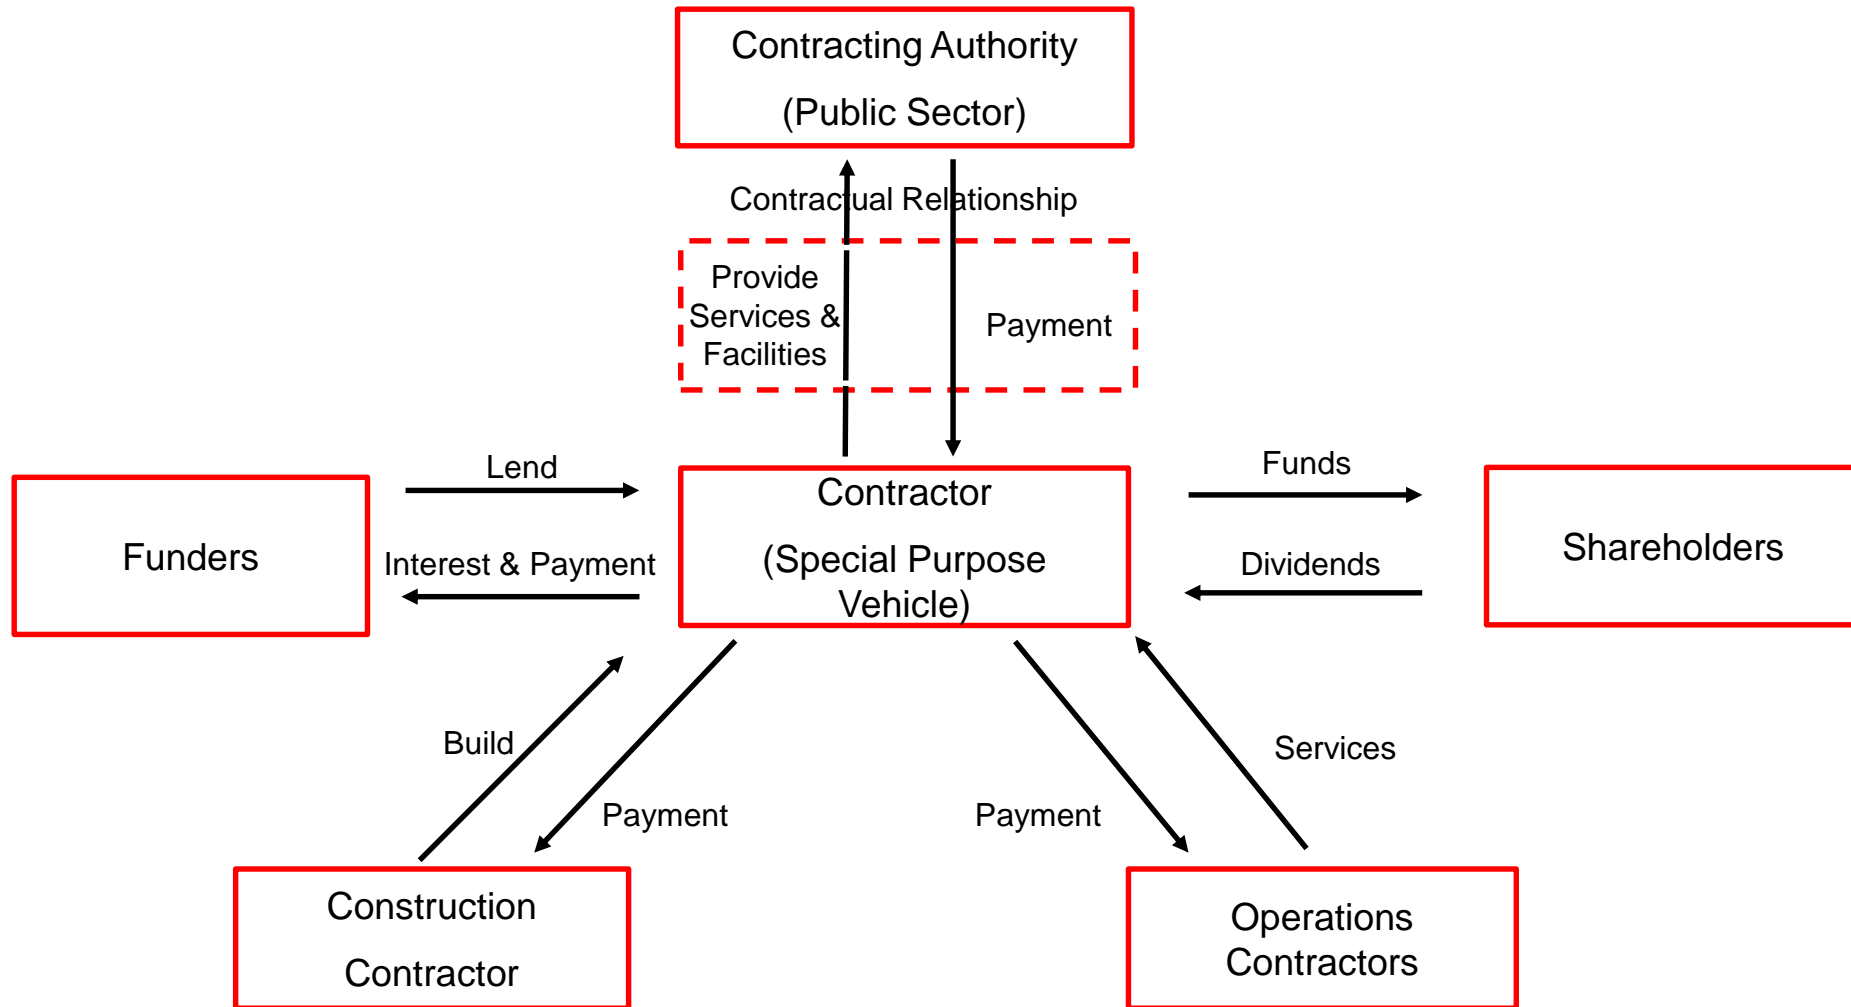 Contracting Authority
(Public Sector)
Contractual Relationship
Provide
Services &
Facilities
Payment
Lend
Funds
Funders
Interest & Payment
Contractor
(Special Purpose
Vehicle)
Dividends
Shareholders
Build
Payment
Payment
Services
Construction
Contractor
Operations
Contractors